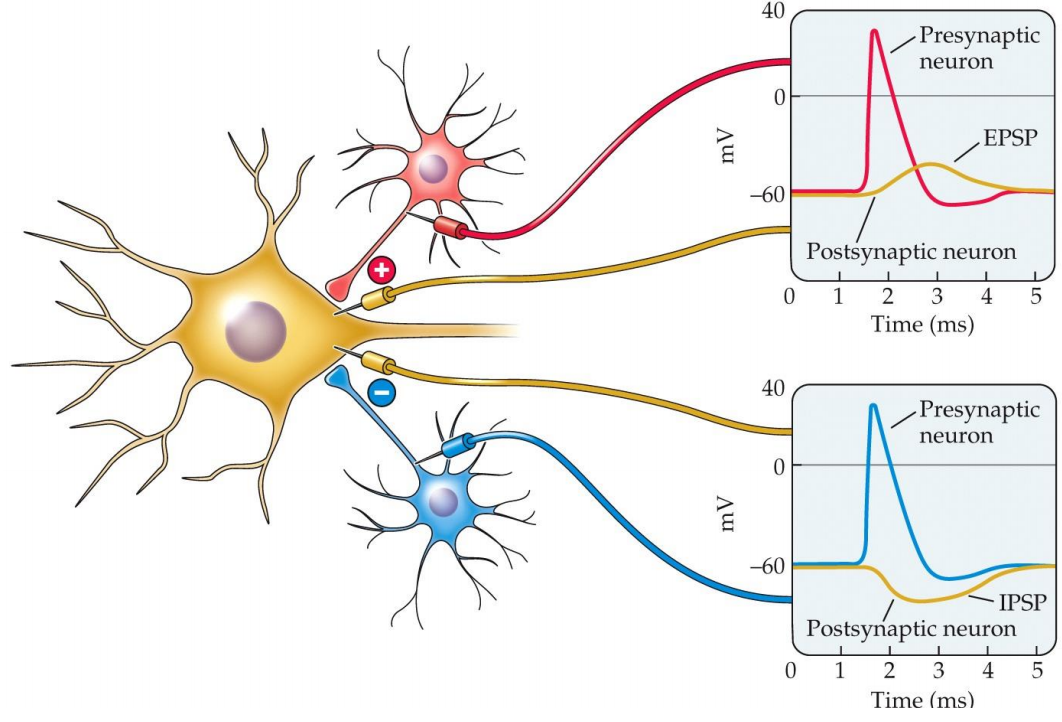 40
Presynaptic
neuron
0
mV
EPSP
–60
Postsynaptic neuron
0 1 2 3 4 5
Time (ms)
+
–
40
Presynaptic
neuron
0
mV
–60
IPSP
Postsynaptic neuron
0 1 2 3 4 5
Time (ms)